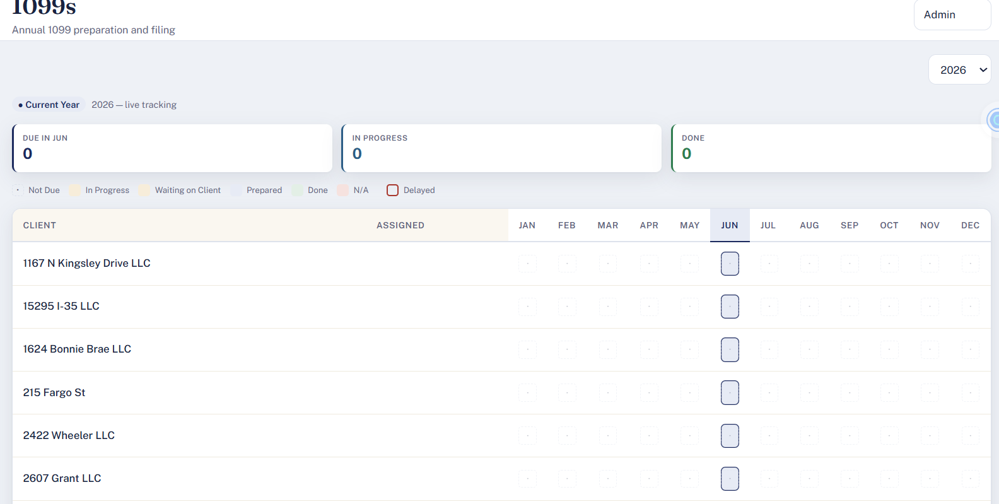 1099s
Annual 1099 preparation and filing
Admin
2026
• Current Year 2026 — live tracking
DUE IN JUN
0
IN PROGRESS
0
DONE
0
Not Due In Progress Waiting on Client Prepared Done N/A Delayed
CLIENT ASSIGNED JAN FEB MAR APR MAY JUN JUL AUG SEP OCT NOV DEC
1167 N Kingsley Drive LLC
15295 I-35 LLC
1624 Bonnie Brae LLC
215 Fargo St
2422 Wheeler LLC
2607 Grant LLC